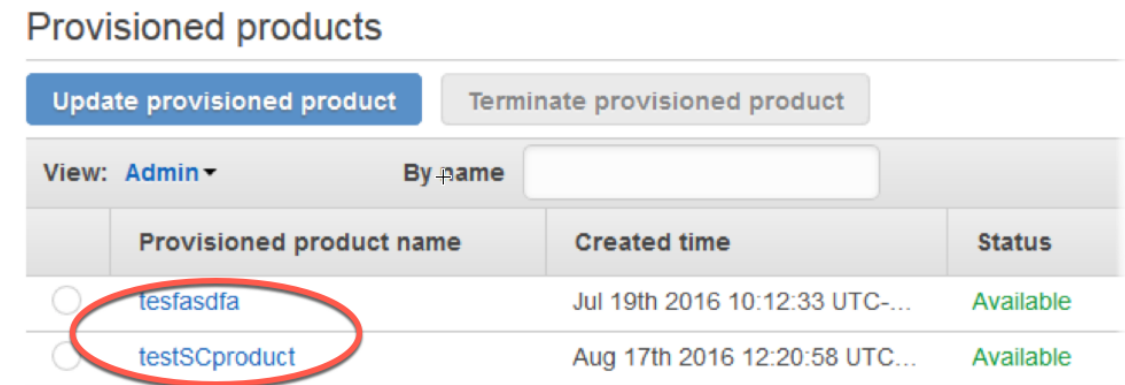 Provisioned products
Update provisioned product Terminate provisioned product
View: Admin By name
Provisioned product name Created time Status
tesfasdfa Jul 19th 2016 10:12:33 UTC-... Available
testSCproduct Aug 17th 2016 12:20:58 UTC... Available